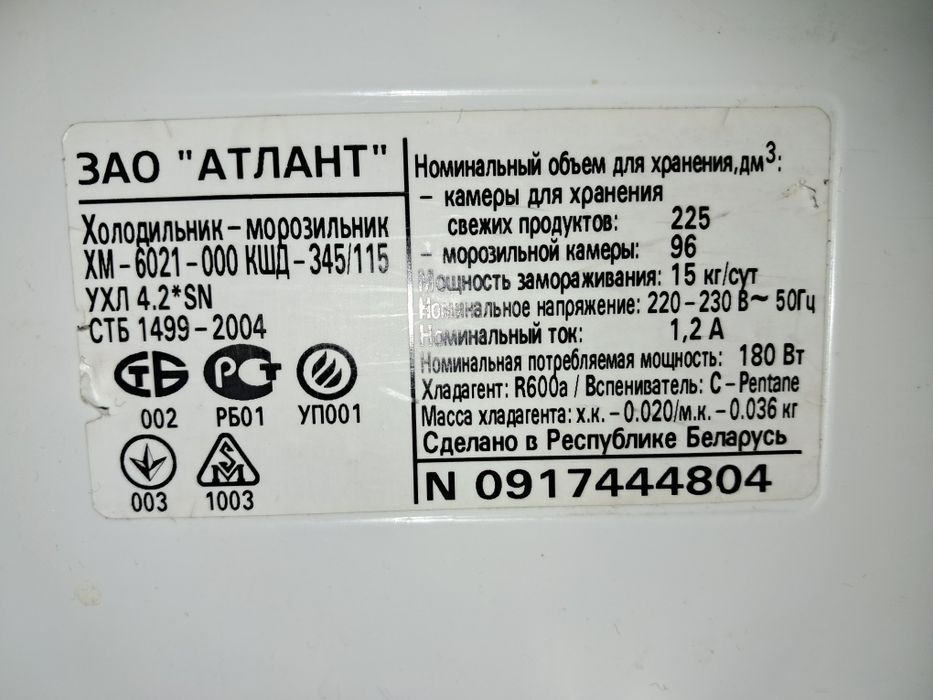 ЗАО "АТЛАНТ"
Холодильник – морозильник
ХМ – 6021 – 000 КШД – 345/115
УХЛ 4.2*SN
СТБ 1499 – 2004
СТБ
РСТ
002
РБ01
УП001
003
1003
Номинальный объем для хранения, дм³:
– камеры для хранения
свежих продуктов: 225
– морозильной камеры: 96
Мощность замораживания: 15 кг/сут
Номинальное напряжение: 220 – 230 В~ 50Гц
Номинальный ток: 1,2 А
Номинальная потребляемая мощность: 180 Вт
Хладагент: R600a / Вспениватель: C – Pentane
Масса хладагента: х.к. – 0.020/м.к. – 0.036 кг
Сделано в Республике Беларусь
N 0917444804